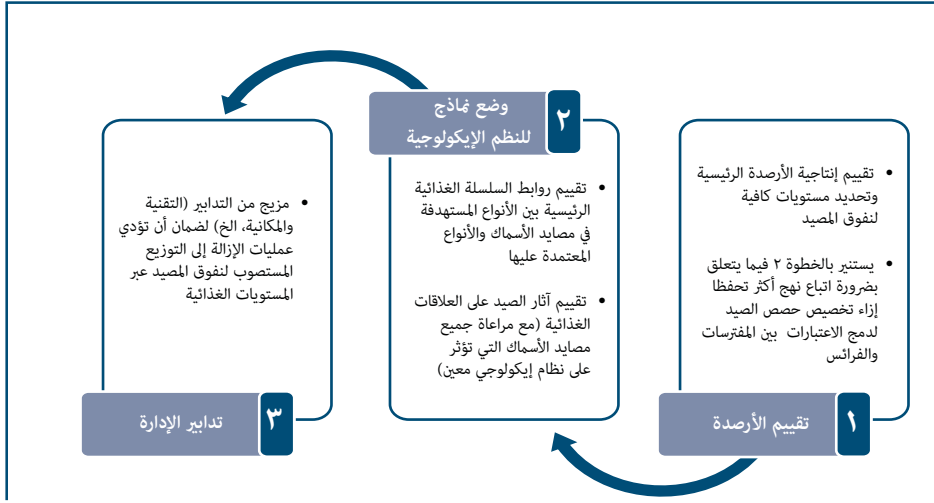 ١
تقييم الأرصدة
• تقييم إنتاجية الأرصدة الرئيسية
وتحديد مستويات كافية
لنفوق المصيد
• يستنير بالخطوة ٢ فيما يتعلق
بضرورة اتباع نهج أكثر تحفظا
إزاء تخصيص حصص الصيد
لدمج الاعتبارات بين المفترسات
والفرائس
٢
وضع نماذج
للنظم الإيكولوجية
• تقييم روابط السلسلة الغذائية
الرئيسية بين الأنواع المستهدفة
في مصايد الأسماك والأنواع
المعتمدة عليها
• تقييم آثار الصيد على العلاقات
الغذائية (مع مراعاة جميع
مصايد الأسماك التي تؤثر
على نظام إيكولوجي معين)
٣
تدابير الإدارة
• مزيج من التدابير (التقنية
والمكانية، الخ) لضمان أن تؤدي
عمليات الإزالة إلى التوزيع
المستصوب لنفوق المصيد عبر
المستويات الغذائية